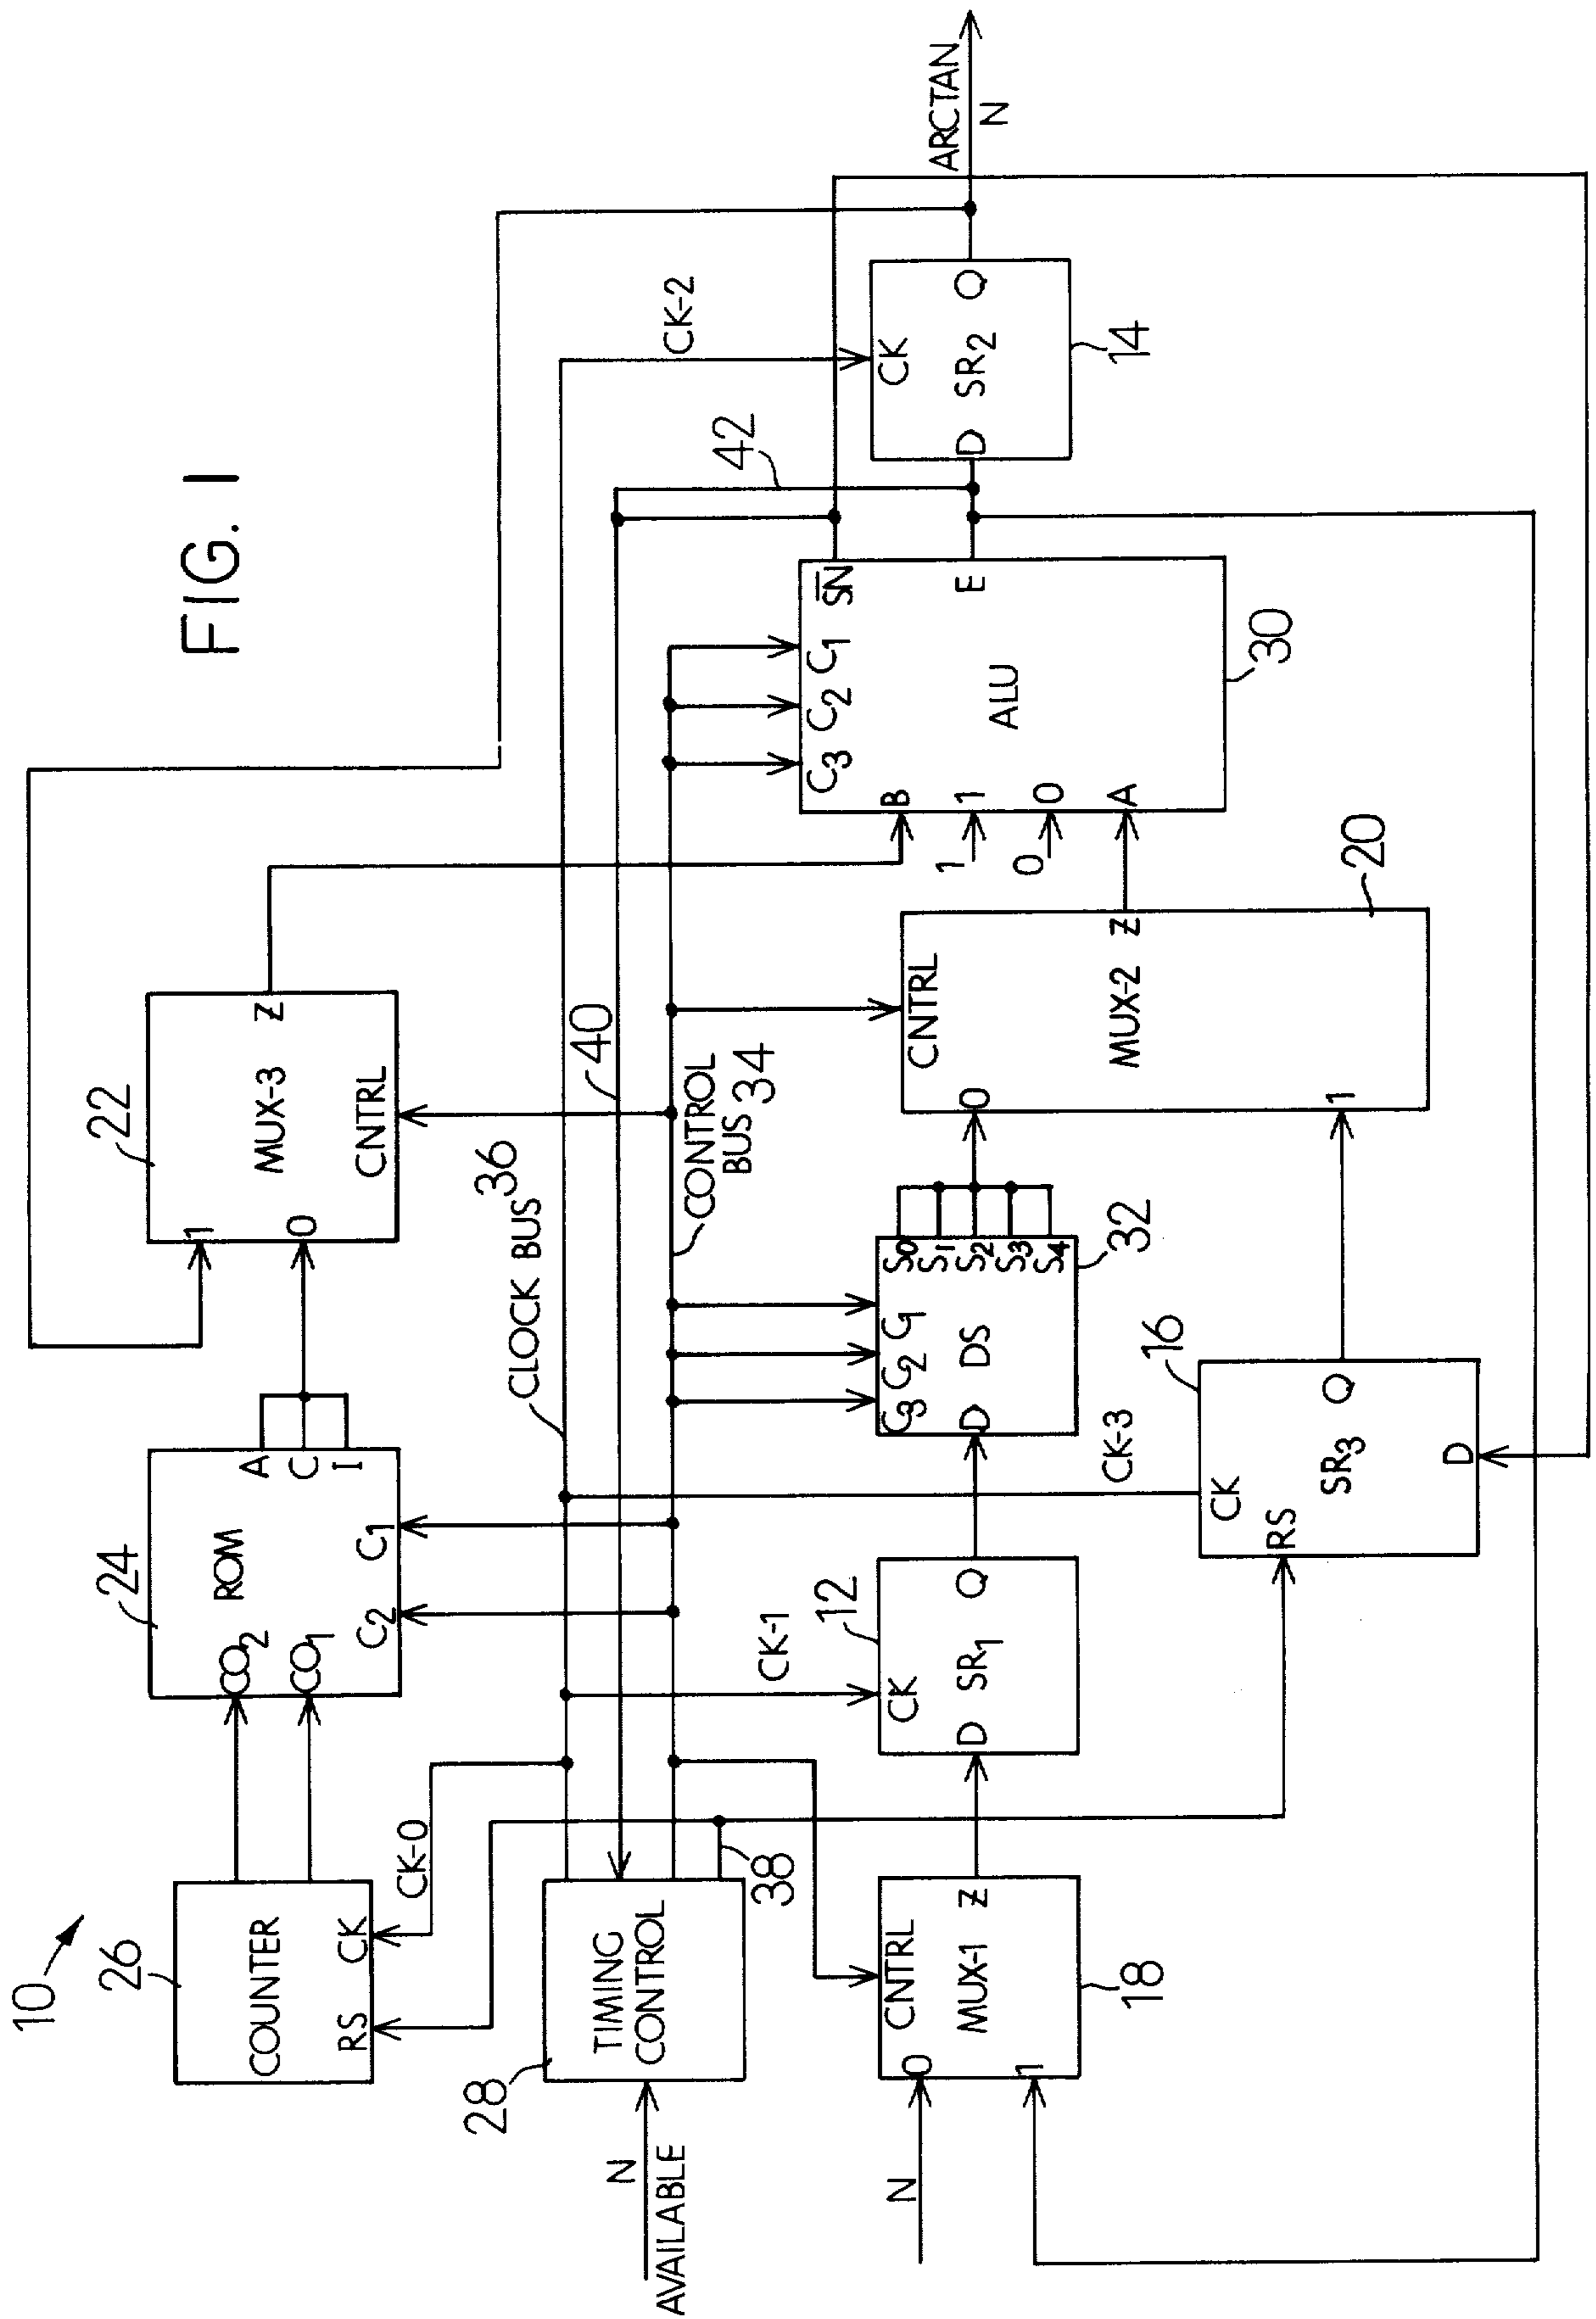 FIG. 1
10
26
COUNTER
RS
CK
CK-0
24
ROM
CO2
CO1
C2
C1
A
C
I
22
MUX-3
1
0
Z
CNTRL
28
TIMING
CONTROL
N
AVAILABLE
38
CLOCK BUS
36
40
CONTROL
BUS 34
CK-2
42
N
0
1
CNTRL
MUX-1
Z
18
CK-1
12
CK
D
SR1
Q
C3
C2
C1
D
DS
S0
S1
S2
S3
S4
32
CK-3
16
CK
RS
SR3
Q
D
CNTRL
0
MUX-2
1
Z
20
C3
C2
C1
B
1
1
0
0
A
ALU
SN
E
30
CK
D
SR2
Q
14
ARCTAN
N